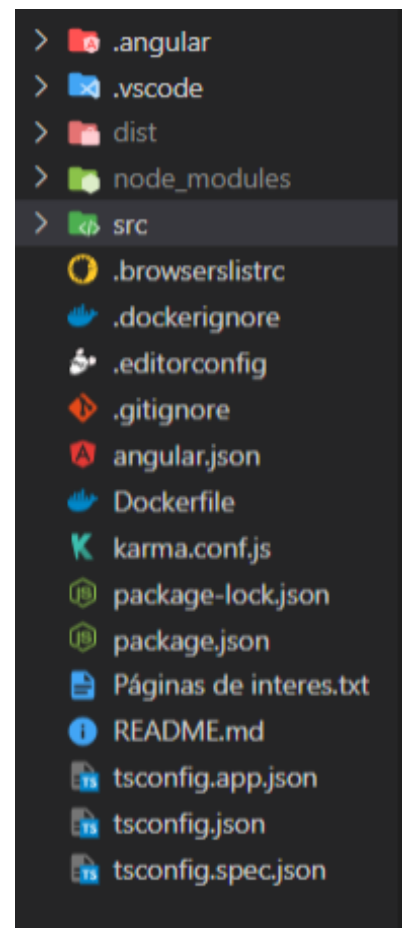 .angular
.vscode
dist
node_modules
src
.browserslistrc
.dockerignore
.editorconfig
.gitignore
angular.json
Dockerfile
karma.conf.js
package-lock.json
package.json
Páginas de interes.txt
README.md
tsconfig.app.json
tsconfig.json
tsconfig.spec.json